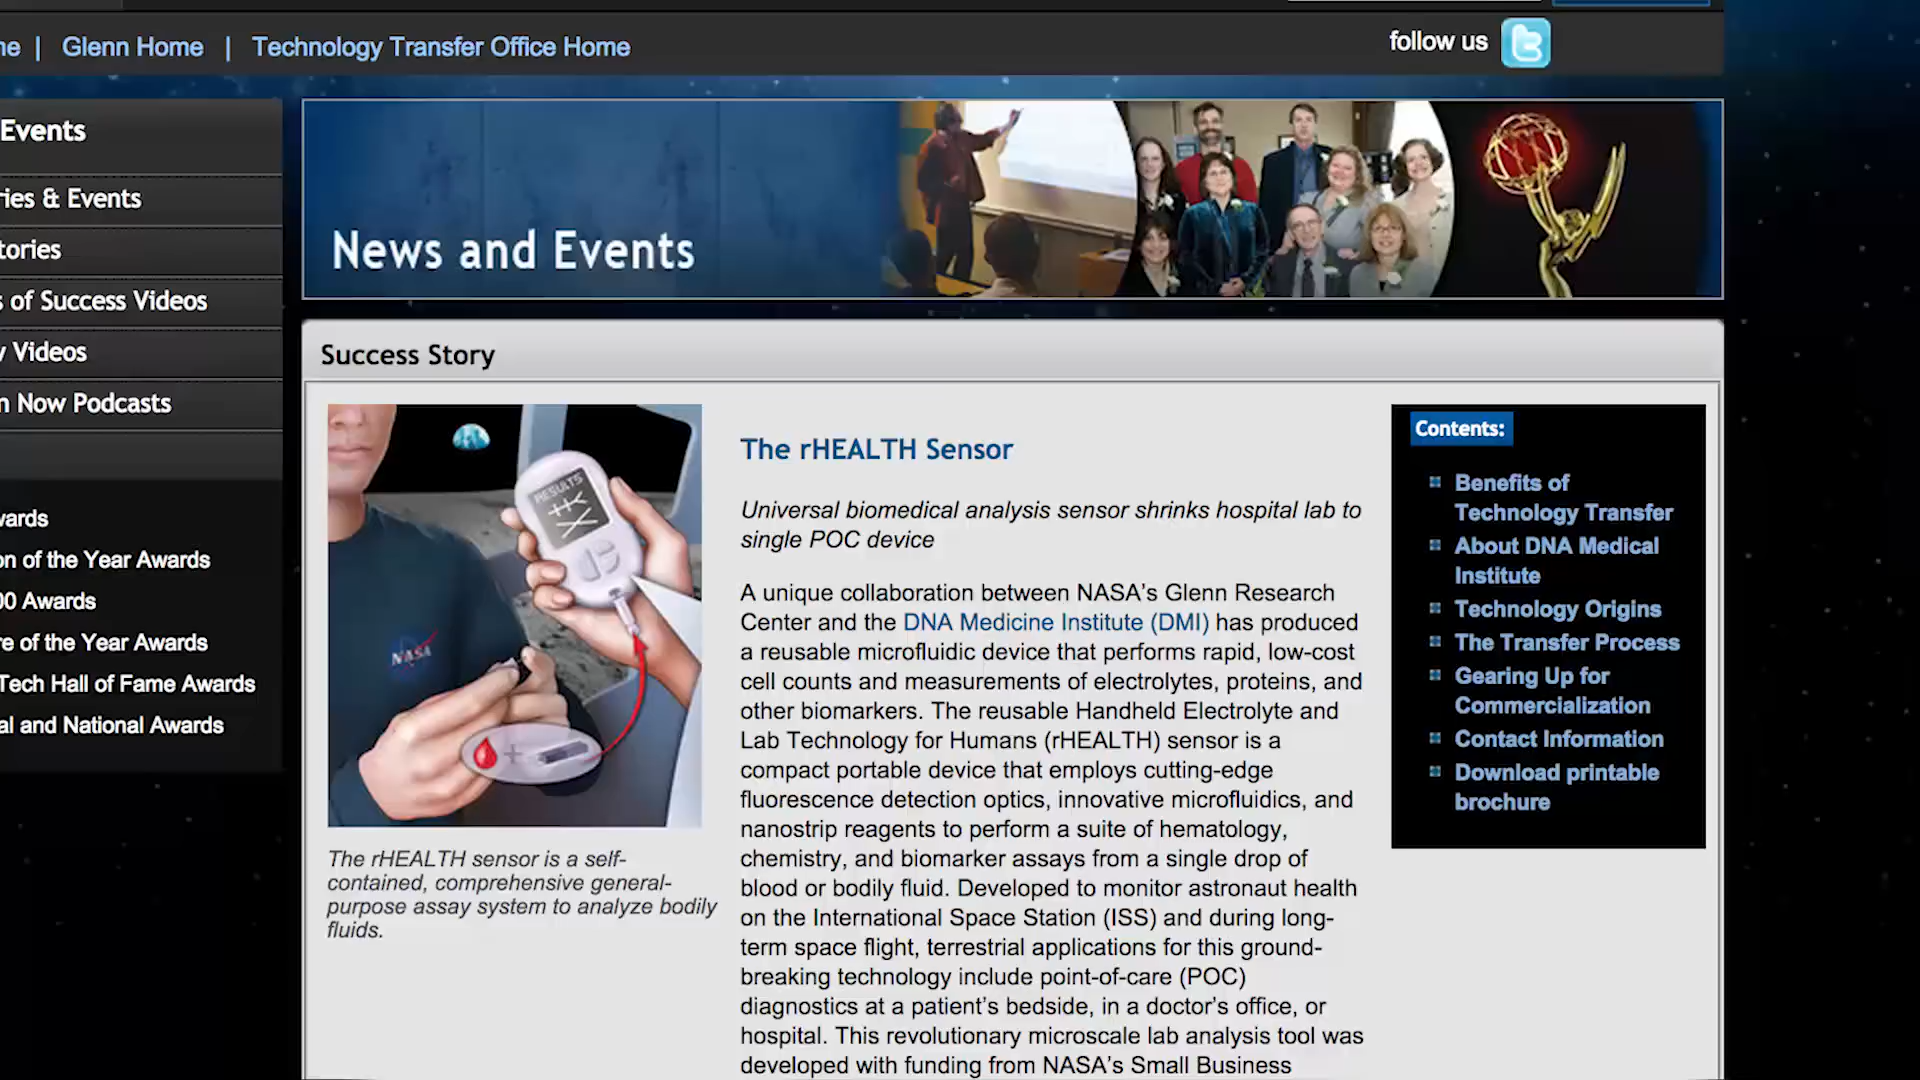 me | Glenn Home | Technology Transfer Office Home
follow us
Events
ries & Events
tories
s of Success Videos
y Videos
n Now Podcasts
wards
on of the Year Awards
00 Awards
re of the Year Awards
Tech Hall of Fame Awards
al and National Awards
News and Events
Success Story
RESULTS
NASA
The rHEALTH sensor is a self-
contained, comprehensive general-
purpose assay system to analyze bodily
fluids.
The rHEALTH Sensor
Universal biomedical analysis sensor shrinks hospital lab to
single POC device
A unique collaboration between NASA's Glenn Research
Center and the DNA Medicine Institute (DMI) has produced
a reusable microfluidic device that performs rapid, low-cost
cell counts and measurements of electrolytes, proteins, and
other biomarkers. The reusable Handheld Electrolyte and
Lab Technology for Humans (rHEALTH) sensor is a
compact portable device that employs cutting-edge
fluorescence detection optics, innovative microfluidics, and
nanostrip reagents to perform a suite of hematology,
chemistry, and biomarker assays from a single drop of
blood or bodily fluid. Developed to monitor astronaut health
on the International Space Station (ISS) and during long-
term space flight, terrestrial applications for this ground-
breaking technology include point-of-care (POC)
diagnostics at a patient's bedside, in a doctor's office, or
hospital. This revolutionary microscale lab analysis tool was
developed with funding from NASA's Small Business
Contents:
Benefits of
Technology Transfer
About DNA Medical
Institute
Technology Origins
The Transfer Process
Gearing Up for
Commercialization
Contact Information
Download printable
brochure